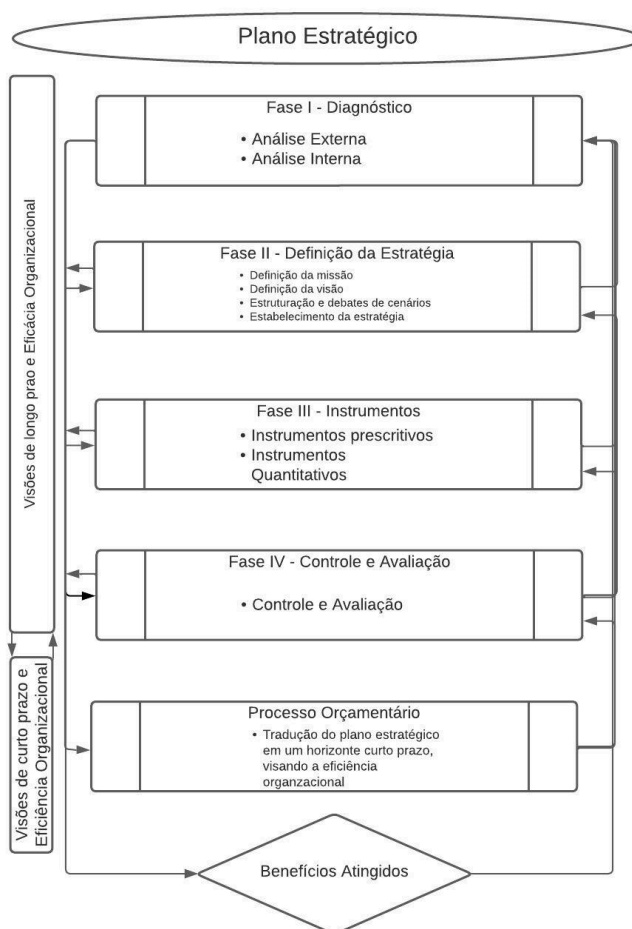 Plano Estratégico
Visões de longo prao e Eficácia Organizacional
Fase I - Diagnóstico
• Análise Externa
• Análise Interna
Fase II - Definição da Estratégia
• Definição da missão
• Definição da visão
• Estruturação e debates de cenários
• Estabelecimento da estratégia
Fase III - Instrumentos
• Instrumentos prescritivos
• Instrumentos
Quantitativos
Fase IV - Controle e Avaliação
• Controle e Avaliação
Visões de curto prazo e
Eficiência Organizacional
Processo Orçamentário
• Tradução do plano estratégico
em um horizonte curto prazo,
visando a eficiência
organzacional
Benefícios Atingidos